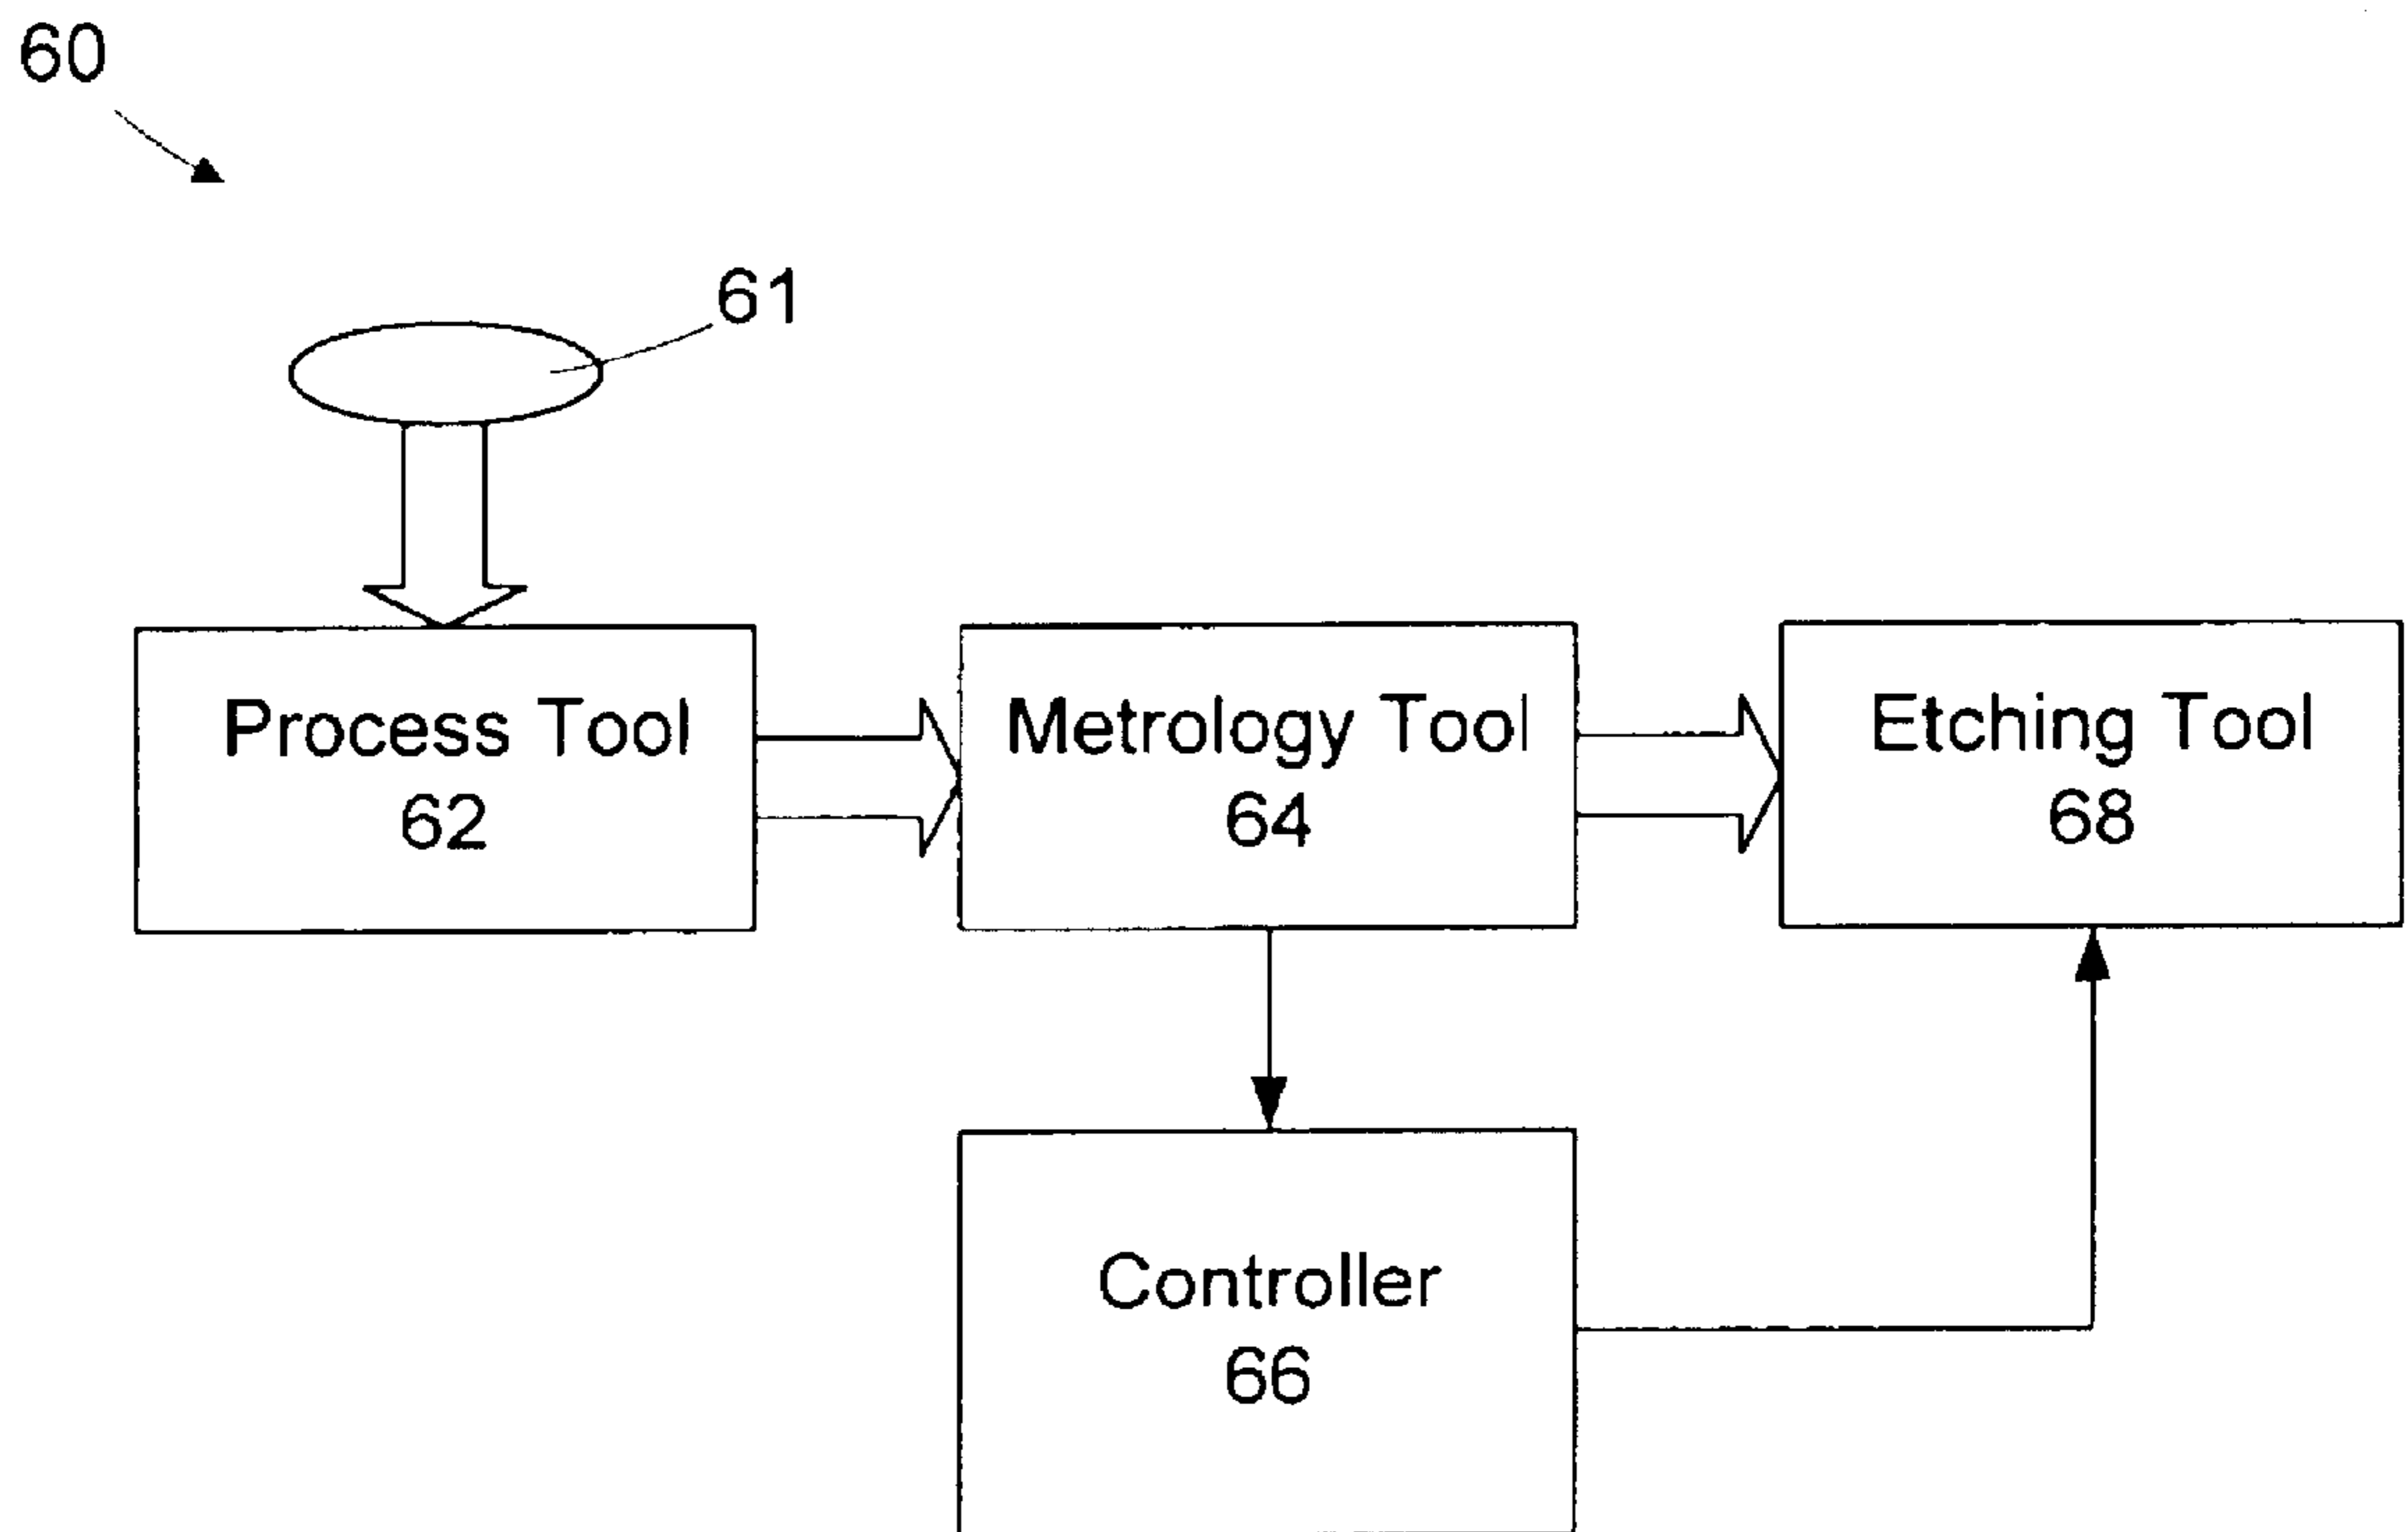 60
61
Process Tool
62
Metrology Tool
64
Etching Tool
68
Controller
66